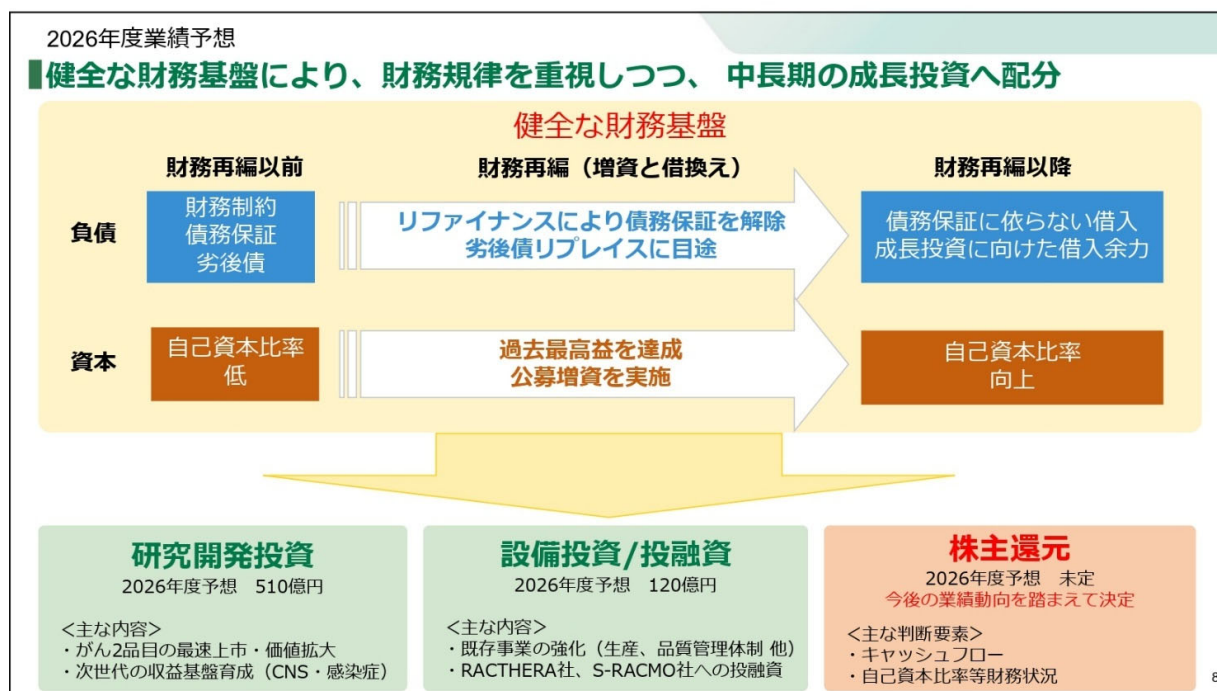 2026年度業績予想
健全な財務基盤により、財務規律を重視しつつ、 中長期の成長投資へ配分
健全な財務基盤
財務再編以前
財務再編（増資と借換え）
財務再編以降
負債
財務制約
債務保証
劣後債
リファイナンスにより債務保証を解除
劣後債リプレイスに目途
債務保証に依らない借入
成長投資に向けた借入余力
資本
自己資本比率
低
過去最高益を達成
公募増資を実施
自己資本比率
向上
研究開発投資
2026年度予想　510億円
＜主な内容＞
・がん2品目の最速上市・価値拡大
・次世代の収益基盤育成（CNS・感染症）
設備投資/投融資
2026年度予想　120億円
＜主な内容＞
・既存事業の強化（生産、品質管理体制 他）
・RACTHERA社、S-RACMO社への投融資
株主還元
2026年度予想　未定
今後の業績動向を踏まえて決定
＜主な判断要素＞
・キャッシュフロー
・自己資本比率等財務状況
8